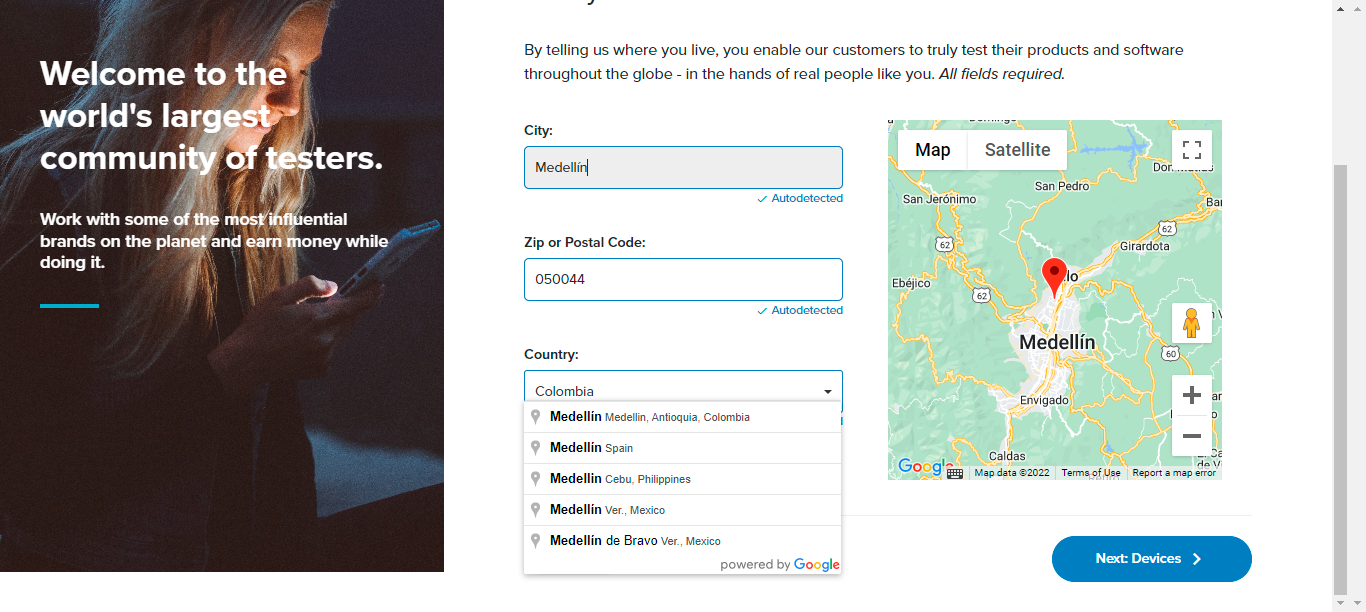 Welcome to the
world's largest
community of testers.
Work with some of the most influential
brands on the planet and earn money while
doing it.
By telling us where you live, you enable our customers to truly test their products and software
throughout the globe - in the hands of real people like you. All fields required.
City:
Medellín
Autodetected
Zip or Postal Code:
050044
Autodetected
Country:
Colombia
Medellín Medellin, Antioquia, Colombia
Medellín Spain
Medellín Cebu, Philippines
Medellín Ver., Mexico
Medellín de Bravo Ver., Mexico
powered by Google
Map Satellite
San Pedro
San Jerónimo
62
62
Girardota
Ebéjico
62
Medellín
60
Envigado
Caldas
Google
Map data ©2022 Terms of Use Report a map error
Next: Devices